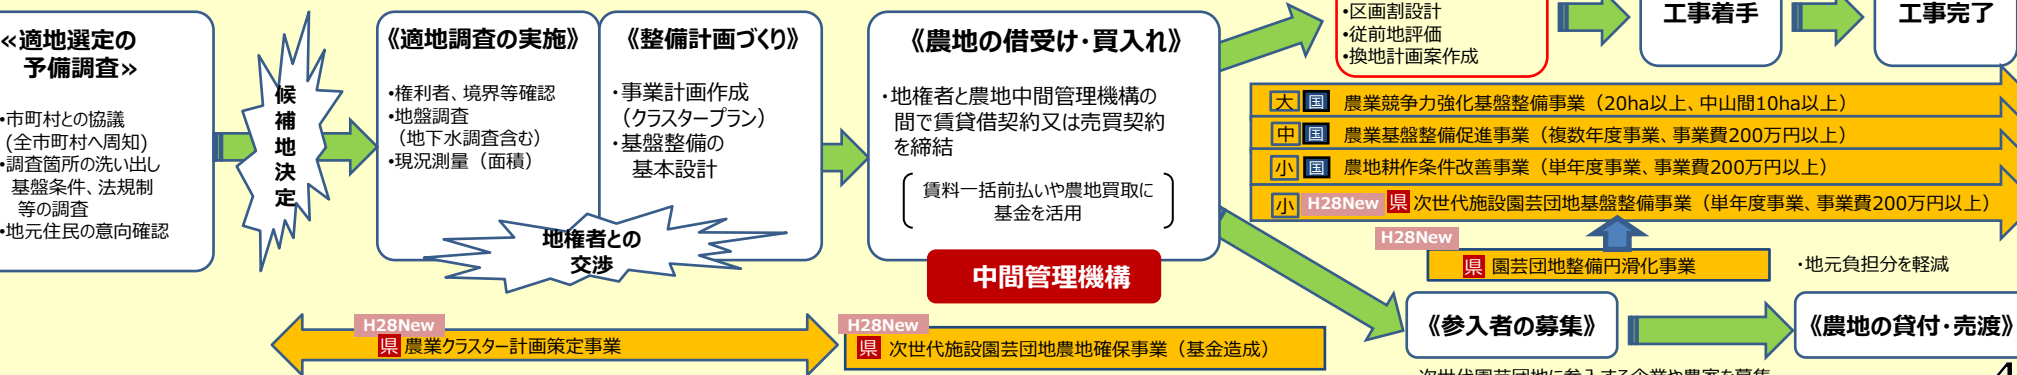 «適地選定の
予備調査»
•市町村との協議
(全市町村へ周知)
•調査箇所の洗い出し
基盤条件、法規制
等の調査
•地元住民の意向確認
候補地決定
《適地調査の実施》
•権利者、境界等確認
•地盤調査
(地下水調査含む)
•現況測量（面積）
《整備計画づくり》
・事業計画作成
(クラスタープラン)
・基盤整備の
基本設計
地権者との
交渉
《農地の借受け・買入れ》
・地権者と農地中間管理機構の
間で賃貸借契約又は売買契約
を締結
賃料一括前払いや農地買取に
基金を活用
中間管理機構
•区画割設計
•従前地評価
•換地計画案作成
工事着手
工事完了
大 国 農業競争力強化基盤整備事業（20ha以上、中山間10ha以上）
中 国 農業基盤整備促進事業（複数年度事業、事業費200万円以上）
小 国 農地耕作条件改善事業（単年度事業、事業費200万円以上）
小 H28New 県 次世代施設園芸団地基盤整備事業（単年度事業、事業費200万円以上）
H28New
県 園芸団地整備円滑化事業
・地元負担分を軽減
H28New
県 農業クラスター計画策定事業
H28New
県 次世代施設園芸団地農地確保事業（基金造成）
《参入者の募集》
《農地の貸付・売渡》